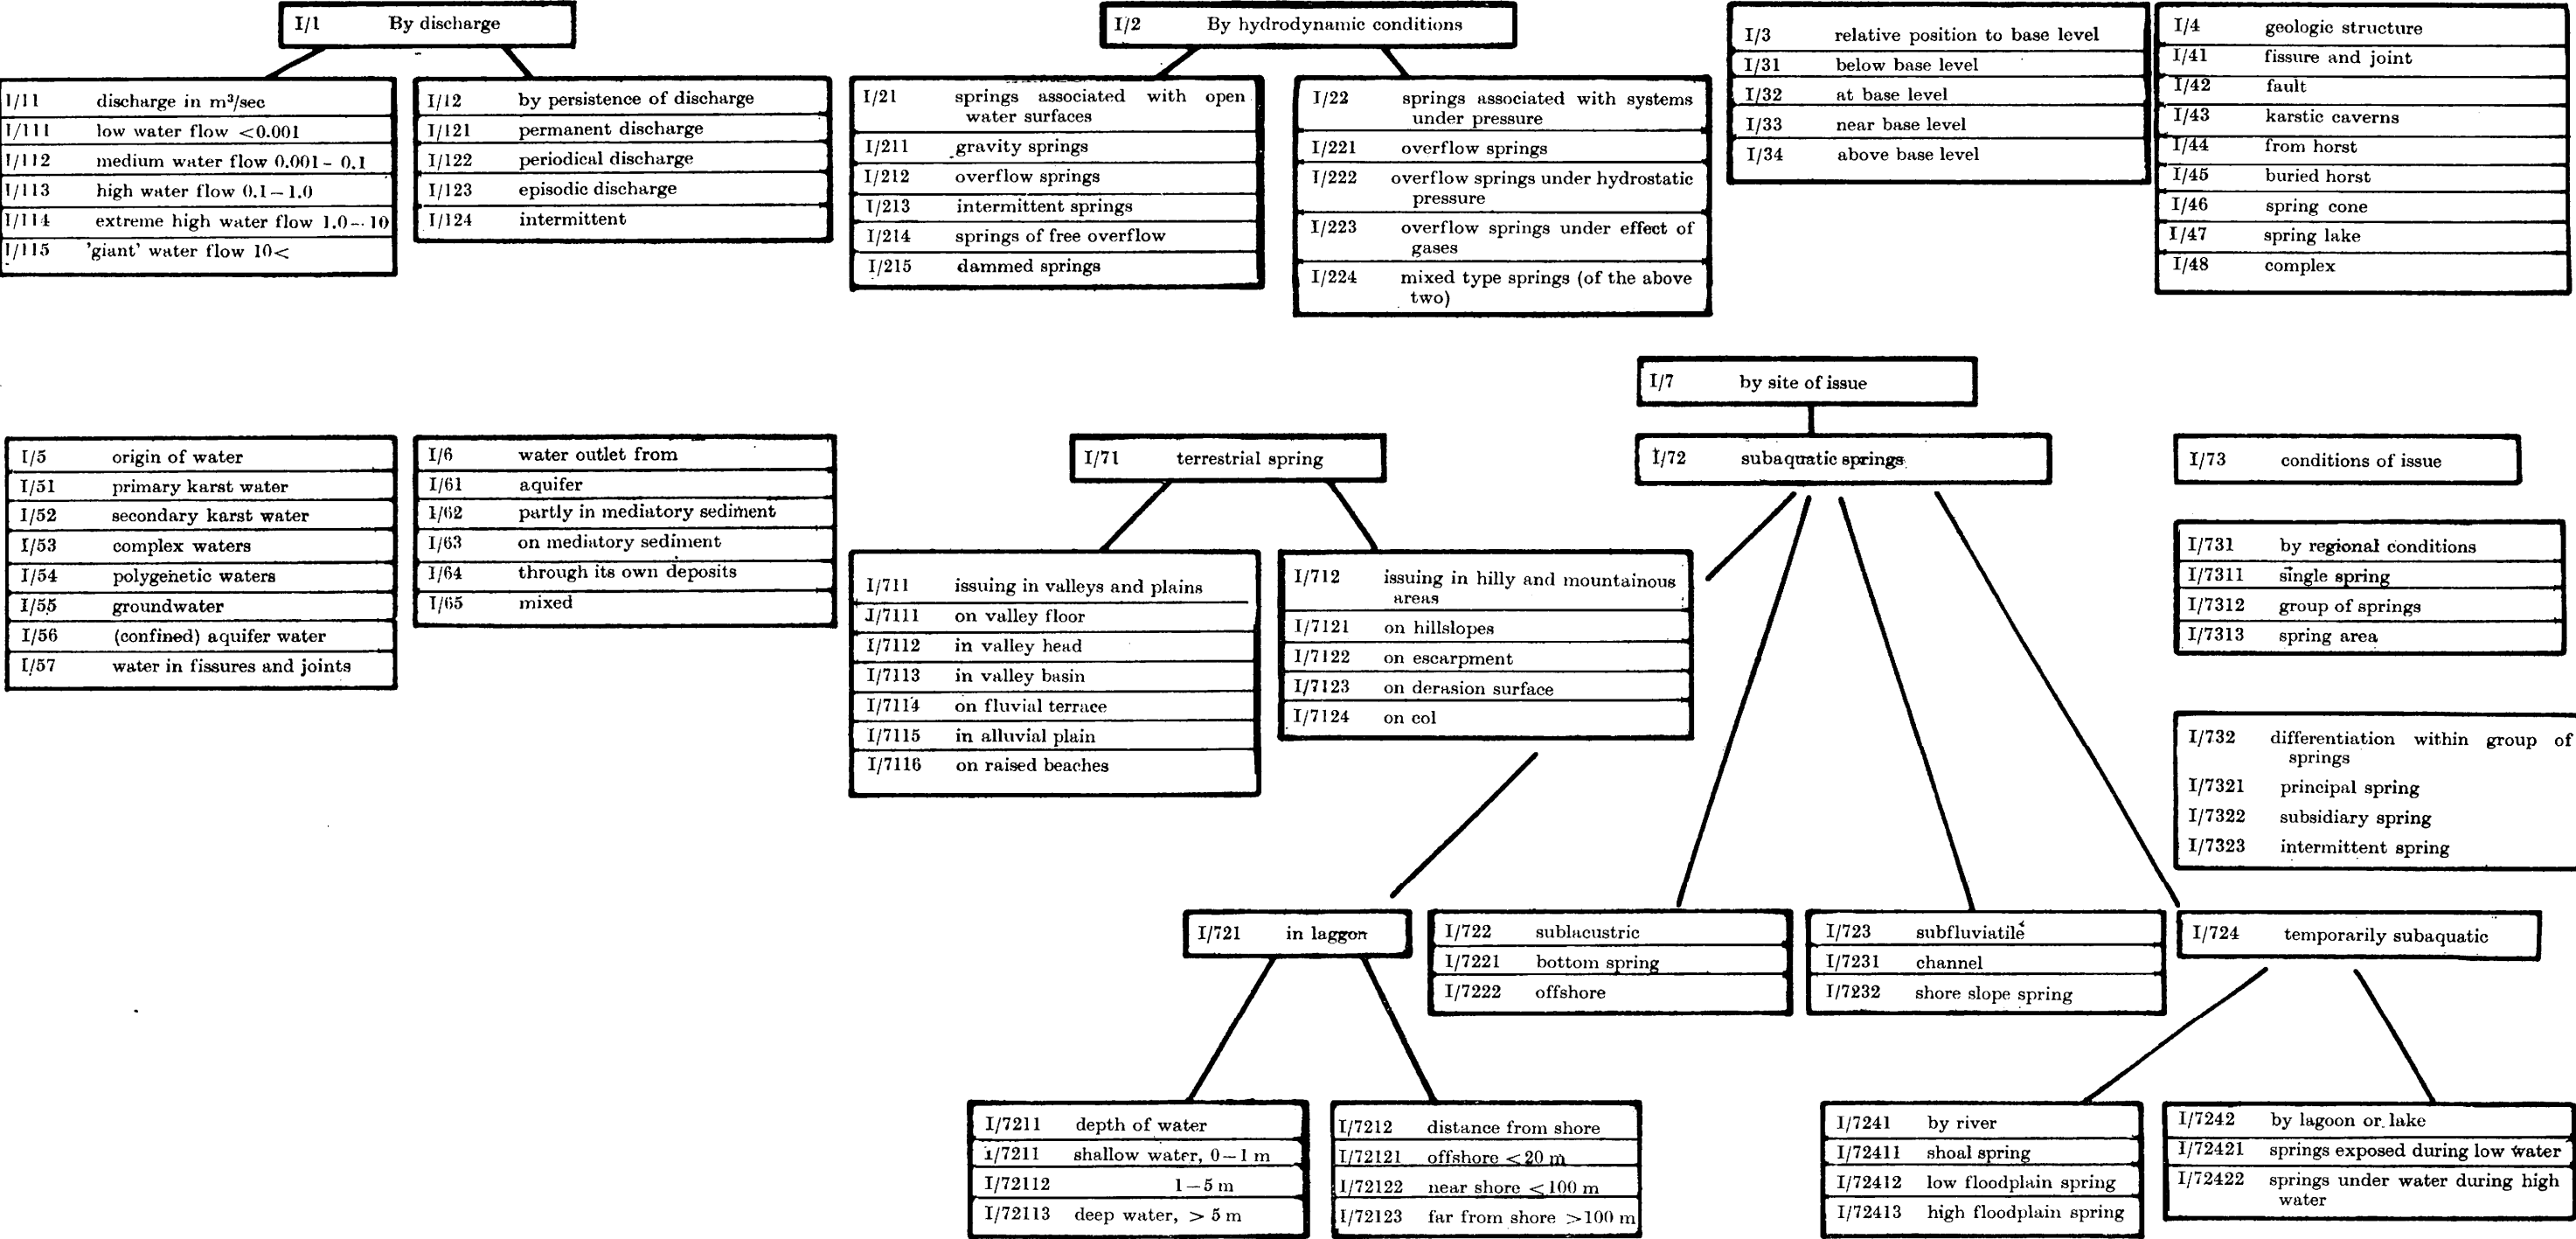 I/1 By discharge
I/11 discharge in m³/sec
I/111 low water flow <0.001
I/112 medium water flow 0.001 – 0.1
I/113 high water flow 0.1 – 1.0
I/114 extreme high water flow 1.0 – 10
I/115 'giant' water flow 10<
I/12 by persistence of discharge
I/121 permanent discharge
I/122 periodical discharge
I/123 episodic discharge
I/124 intermittent
I/2 By hydrodynamic conditions
I/21 springs associated with open
water surfaces
I/211 gravity springs
I/212 overflow springs
I/213 intermittent springs
I/214 springs of free overflow
I/215 dammed springs
I/22 springs associated with systems
under pressure
I/221 overflow springs
I/222 overflow springs under hydrostatic
pressure
I/223 overflow springs under effect of
gases
I/224 mixed type springs (of the above
two)
I/3 relative position to base level
I/31 below base level
I/32 at base level
I/33 near base level
I/34 above base level
I/4 geologic structure
I/41 fissure and joint
I/42 fault
I/43 karstic caverns
I/44 from horst
I/45 buried horst
I/46 spring cone
I/47 spring lake
I/48 complex
I/5 origin of water
I/51 primary karst water
I/52 secondary karst water
I/53 complex waters
I/54 polygenetic waters
I/55 groundwater
I/56 (confined) aquifer water
I/57 water in fissures and joints
I/6 water outlet from
I/61 aquifer
I/62 partly in mediatory sediment
I/63 on mediatory sediment
I/64 through its own deposits
I/65 mixed
I/7 by site of issue
I/71 terrestrial spring
I/711 issuing in valleys and plains
I/7111 on valley floor
I/7112 in valley head
I/7113 in valley basin
I/7114 on fluvial terrace
I/7115 in alluvial plain
I/7116 on raised beaches
I/712 issuing in hilly and mountainous
areas
I/7121 on hillslopes
I/7122 on escarpment
I/7123 on derasion surface
I/7124 on col
I/72 subaquatic springs
I/73 conditions of issue
I/731 by regional conditions
I/7311 single spring
I/7312 group of springs
I/7313 spring area
I/732 differentiation within group of
springs
I/7321 principal spring
I/7322 subsidiary spring
I/7323 intermittent spring
I/721 in laggon
I/722 sublacustric
I/7221 bottom spring
I/7222 offshore
I/723 subfluviatile
I/7231 channel
I/7232 shore slope spring
I/724 temporarily subaquatic
I/7211 depth of water
I/7211 shallow water, 0 – 1 m
I/72112 1 – 5 m
I/72113 deep water, > 5 m
I/7212 distance from shore
I/72121 offshore <20 m
I/72122 near shore <100 m
I/72123 far from shore >100 m
I/7241 by river
I/72411 shoal spring
I/72412 low floodplain spring
I/72413 high floodplain spring
I/7242 by lagoon or lake
I/72421 springs exposed during low water
I/72422 springs under water during high
water